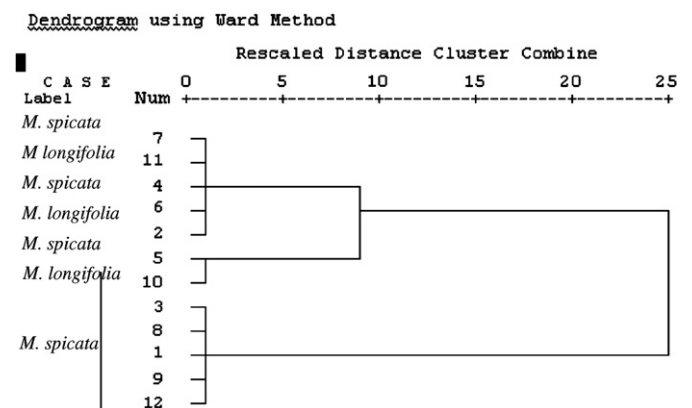 Dendrogram using Ward Method
Rescaled Distance Cluster Combine
C A S E 0 5 10 15 20 25
Label Num
M. spicata
7
M longifolia
11
M. spicata
4
M. longifolia
6
2
M. spicata
5
M. longifolia
10
3
8
M. spicata
1
9
12